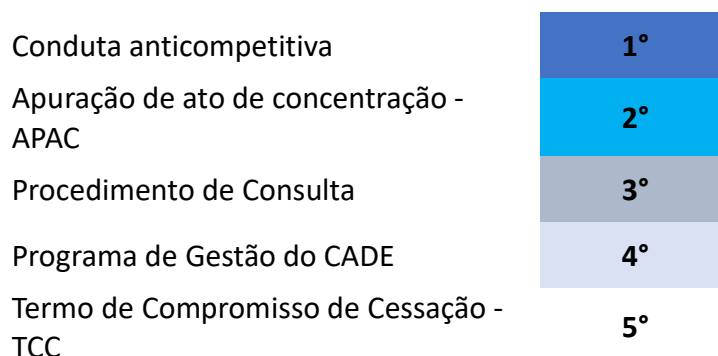 Conduta anticompetitiva 1°
Apuração de ato de concentração -
APAC 2°
Procedimento de Consulta 3°
Programa de Gestão do CADE 4°
Termo de Compromisso de Cessação -
TCC 5°